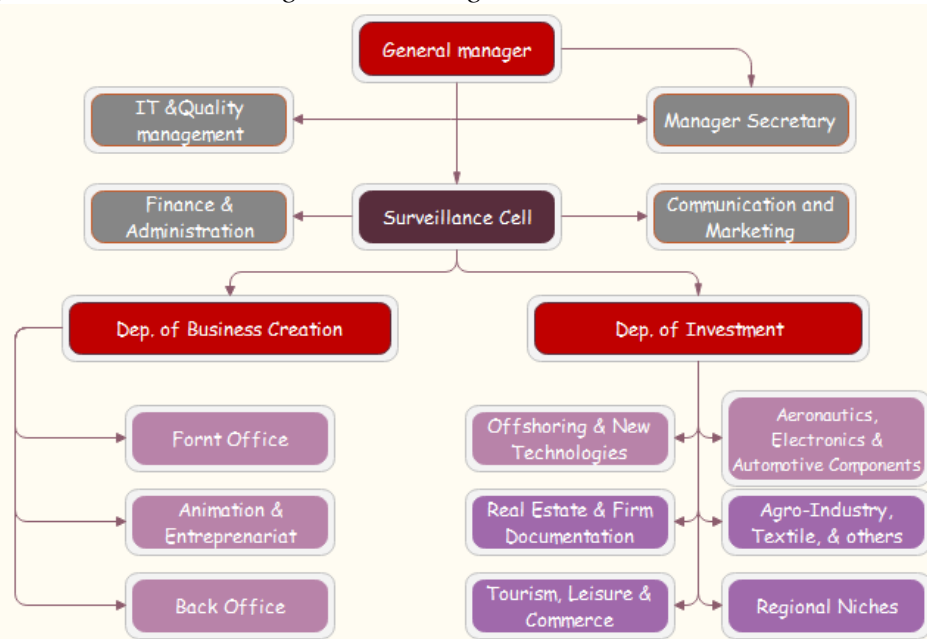 General manager
IT &Quality
management
Manager Secretary
Finance &
Administration
Surveillance Cell
Communication and
Marketing
Dep. of Business Creation
Dep. of Investment
Fornt Office
Offshoring & New
Technologies
Aeronautics,
Electronics &
Automotive Components
Animation &
Entreprenariat
Real Estate & Firm
Documentation
Agro-Industry,
Textile, & others
Back Office
Tourism, Leisure &
Commerce
Regional Niches